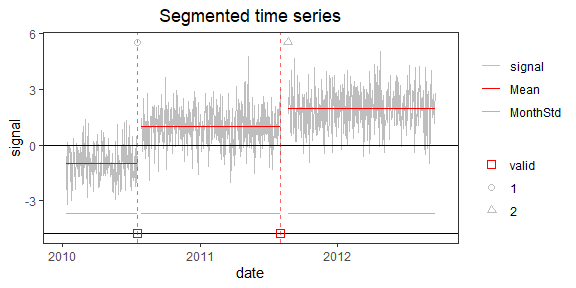 Segmented time series
6
3
0
-3
signal
2010
2011
2012
date
signal
Mean
MonthStd
valid
1
2